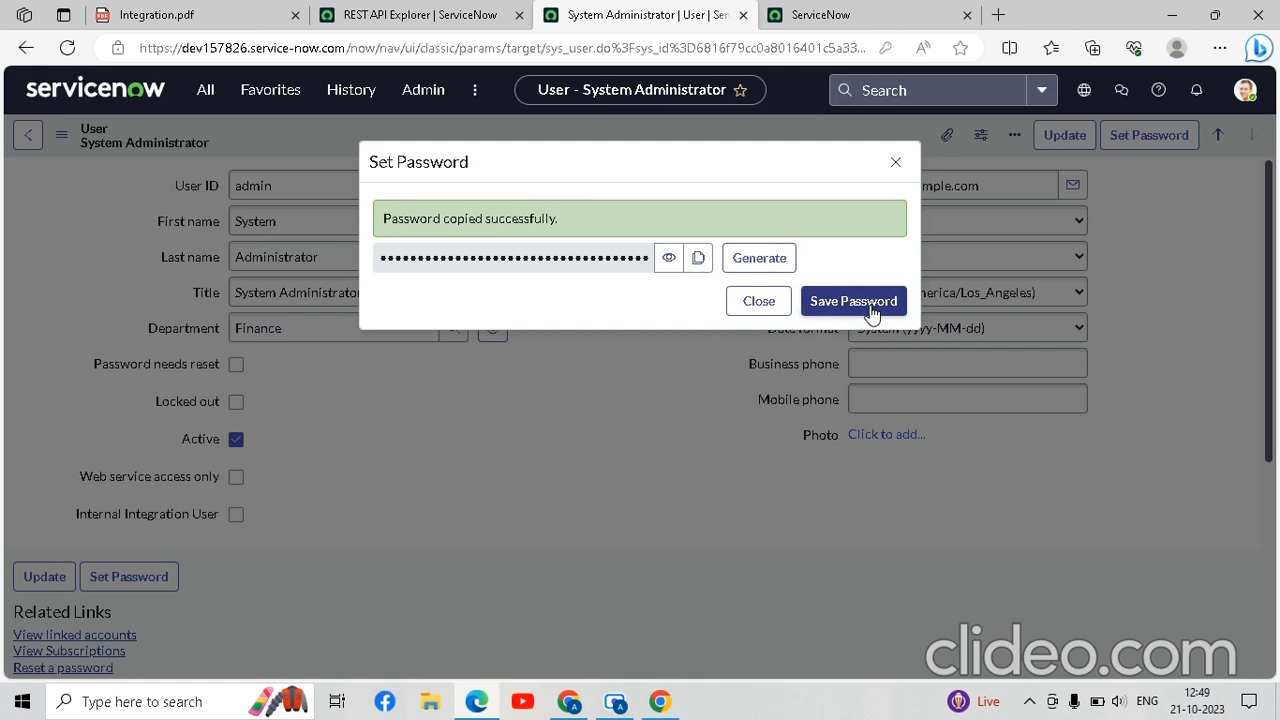 Integration.pdf
REST API Explorer | ServiceNow
System Administrator | User | Ser
ServiceNow
https://dev157826.service-now.com/now/nav/ui/classic/params/target/sys_user.do%3Fsys_id%3D6816f79cc0a8016401c5a33...
servicenow
All
Favorites
History
Admin
User - System Administrator
Search
User
System Administrator
Update
Set Password
Set Password
Password copied successfully.
Generate
Close
Save Password
User ID
admin
mple.com
First name
System
Last name
Administrator
Title
System Administrator
merica/Los_Angeles)
Department
Finance
System (yyyy-MM-dd)
Password needs reset
Business phone
Locked out
Mobile phone
Active
Photo
Click to add...
Web service access only
Internal Integration User
Update
Set Password
Related Links
View linked accounts
View Subscriptions
Reset a password
clideo.com
Type here to search
Live
ENG
12:49
21-10-2023